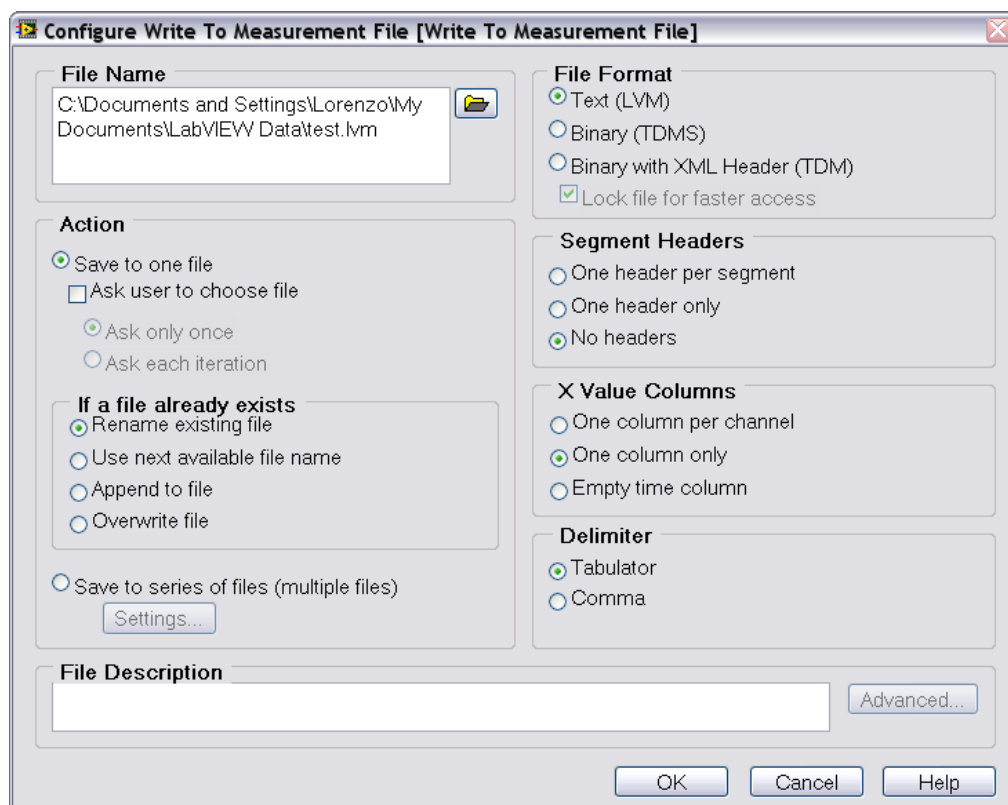 Configure Write To Measurement File [Write To Measurement File]
File Name
C:\Documents and Settings\Lorenzo\My
Documents\LabVIEW Data\test.lvm
Action
Save to one file
Ask user to choose file
Ask only once
Ask each iteration
If a file already exists
Rename existing file
Use next available file name
Append to file
Overwrite file
Save to series of files (multiple files)
Settings...
File Format
Text (LVM)
Binary (TDMS)
Binary with XML Header (TDM)
Lock file for faster access
Segment Headers
One header per segment
One header only
No headers
X Value Columns
One column per channel
One column only
Empty time column
Delimiter
Tabulator
Comma
File Description
Advanced...
OK
Cancel
Help